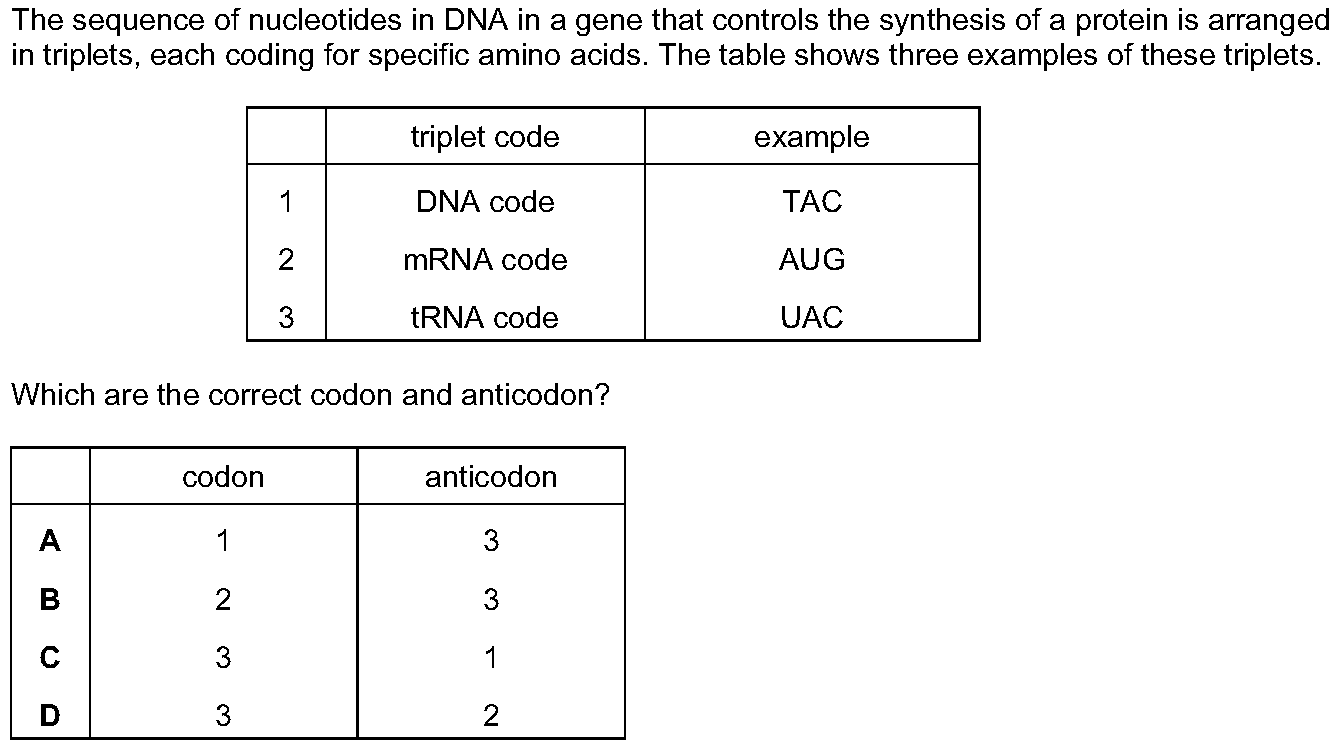 The sequence of nucleotides in DNA in a gene that controls the synthesis of a protein is arranged
in triplets, each coding for specific amino acids. The table shows three examples of these triplets.
triplet code example
1 DNA code TAC
2 mRNA code AUG
3 tRNA code UAC
Which are the correct codon and anticodon?
codon anticodon
A 1 3
B 2 3
C 3 1
D 3 2